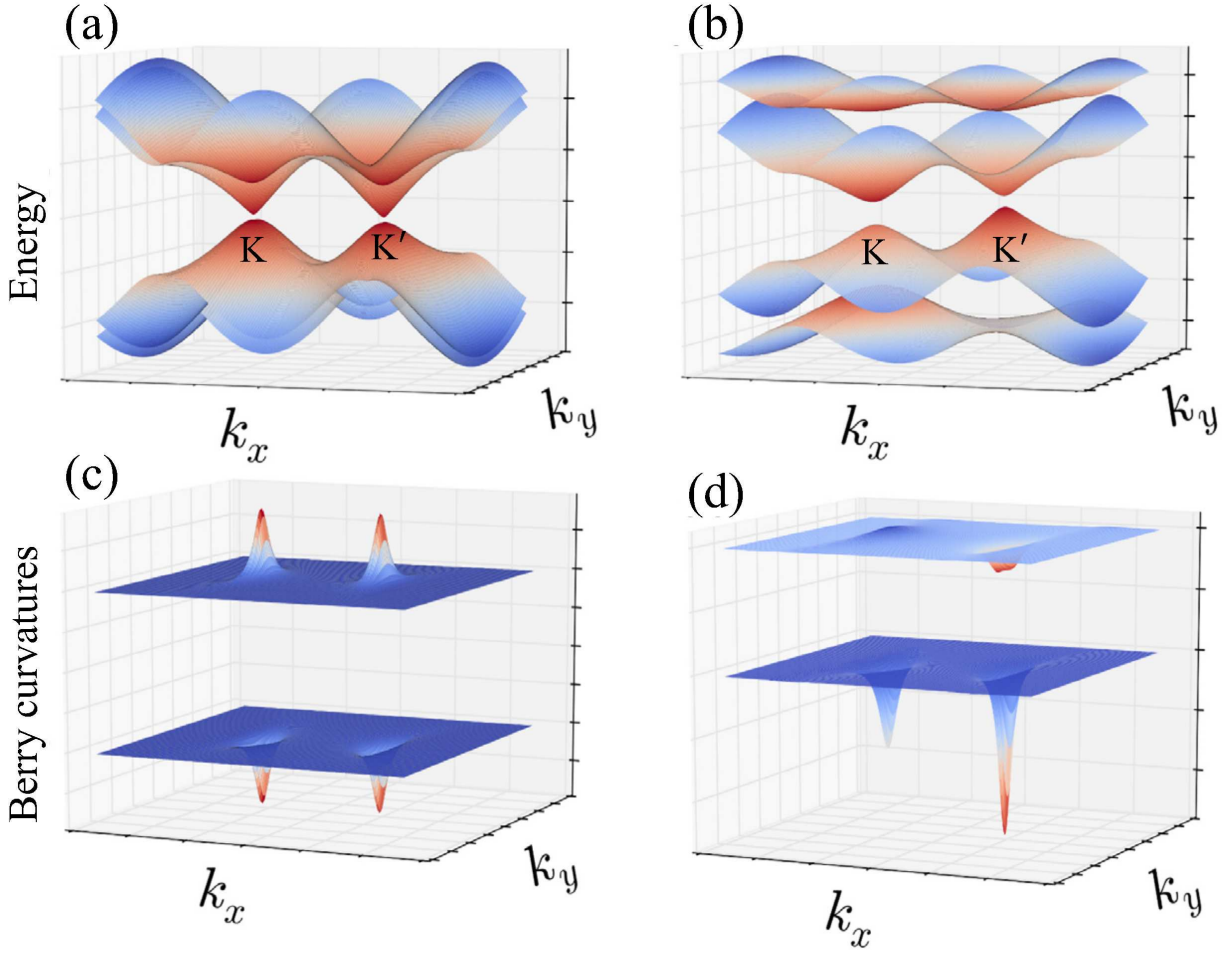 (a)
(b)
Energy
K
K′
K
K′
k_x
k_y
k_x
k_y
(c)
(d)
Berry curvatures
k_x
k_y
k_x
k_y